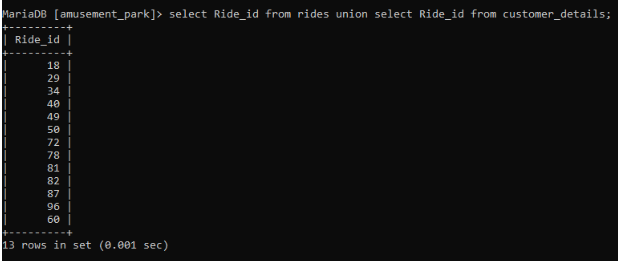 MariaDB [amusement_park]> select Ride_id from rides union select Ride_id from customer_details;
+---------+
| Ride_id |
+---------+
|      18 |
|      29 |
|      34 |
|      40 |
|      49 |
|      50 |
|      72 |
|      78 |
|      81 |
|      82 |
|      87 |
|      96 |
|      60 |
+---------+
13 rows in set (0.001 sec)